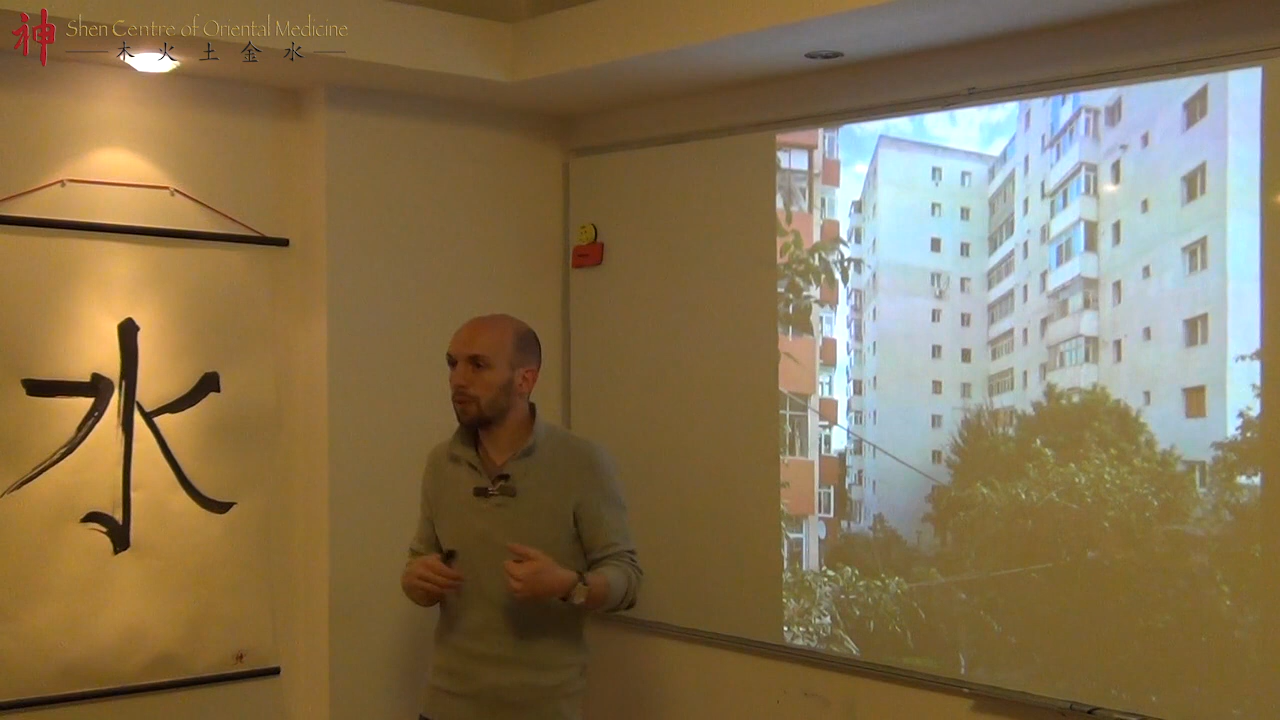 神 Shen Centre of Oriental Medicine
木 火 土 金 水
水